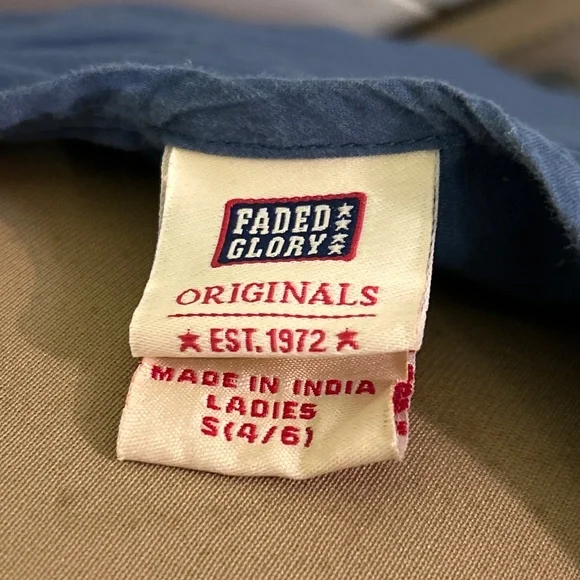 FADED
GLORY
ORIGINALS
EST. 1972
MADE IN INDIA
LADIES
S(4/6)